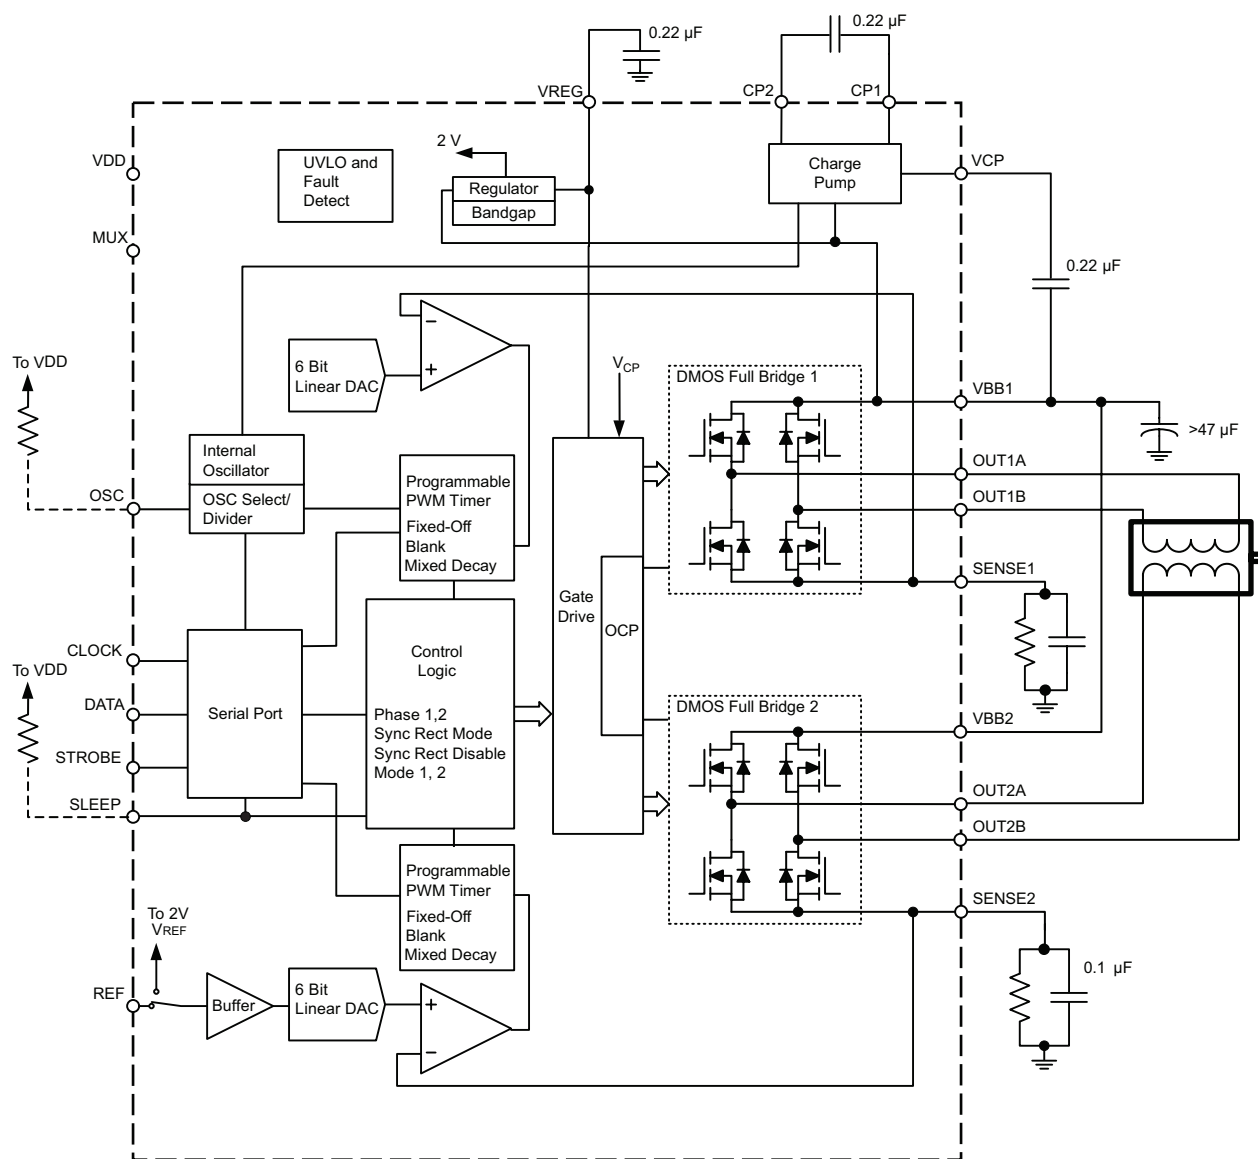 0.22 µF
0.22 µF
VREG
CP2
CP1
VDD
UVLO and
Fault
Detect
2 V
Regulator
Bandgap
Charge
Pump
VCP
MUX
0.22 µF
To VDD
6 Bit
Linear DAC
−
+
VCP
DMOS Full Bridge 1
VBB1
>47 µF
Internal
Oscillator
OSC Select/
Divider
OSC
Programmable
PWM Timer
Fixed-Off
Blank
Mixed Decay
OUT1A
OUT1B
SENSE1
Gate
Drive
OCP
CLOCK
To VDD
DATA
STROBE
SLEEP
Serial Port
Control
Logic
Phase 1,2
Sync Rect Mode
Sync Rect Disable
Mode 1, 2
DMOS Full Bridge 2
VBB2
OUT2A
OUT2B
Programmable
PWM Timer
Fixed-Off
Blank
Mixed Decay
SENSE2
0.1 µF
To 2V
VREF
REF
Buffer
6 Bit
Linear DAC
+
−